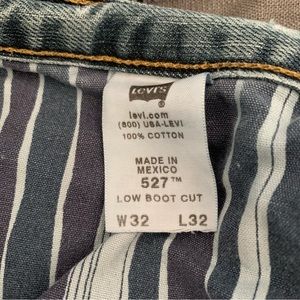 Levi's
levi.com
(800) USA-LEVI
100% COTTON
MADE IN
MEXICO
527™
LOW BOOT CUT
W32 L32